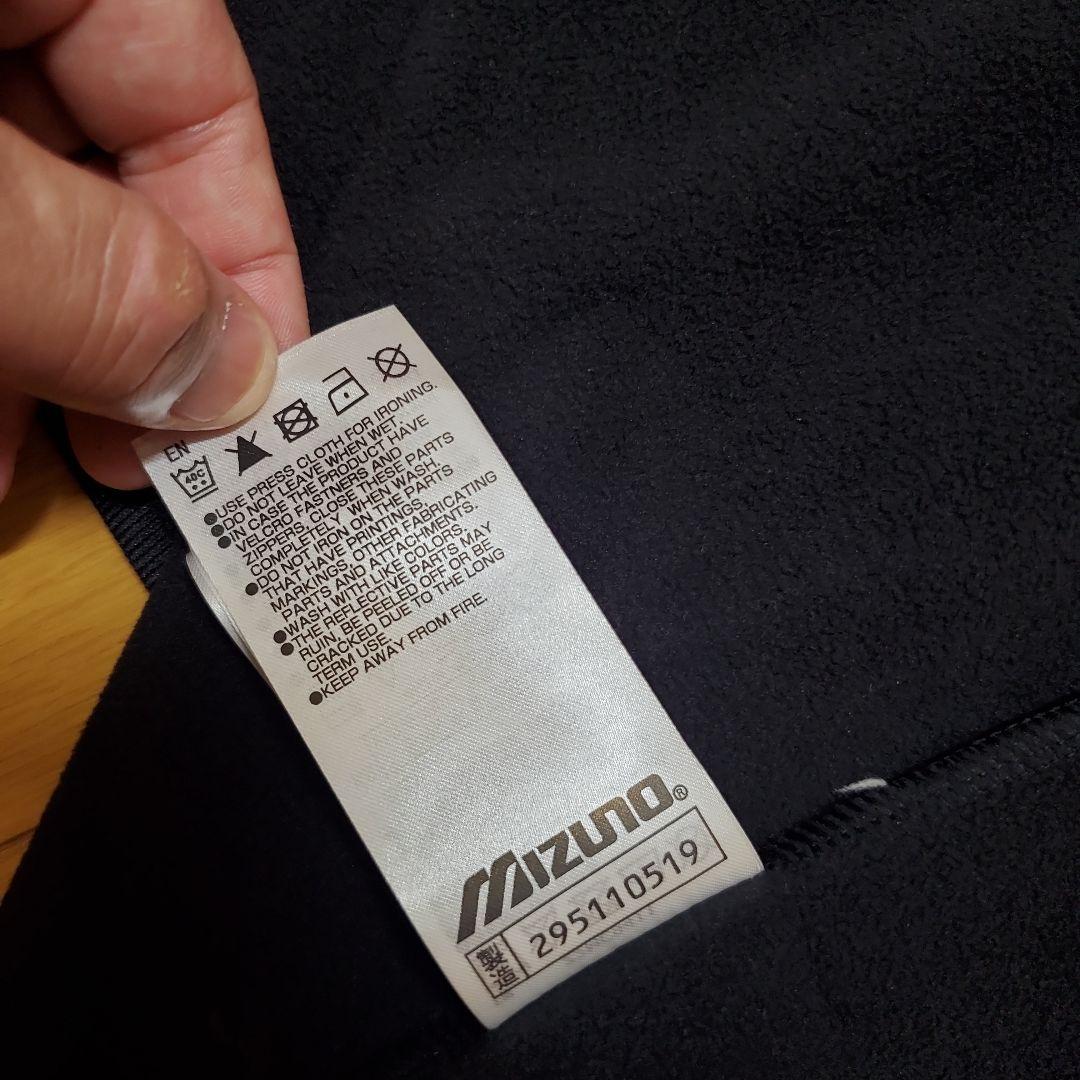 EN
40C
●USE PRESS CLOTH FOR IRONING.
●DO NOT LEAVE WHEN WET.
●IN CASE THE PRODUCT HAVE
VELCRO FASTNERS AND
ZIPPERS, CLOSE THESE PARTS
COMPLETELY WHEN WASH.
●DO NOT IRON ON THE PARTS
THAT HAVE PRINTINGS,
MARKINGS, OTHER FABRICATING
PARTS AND ATTACHMENTS.
●WASH WITH LIKE COLORS.
●THE REFLECTIVE PARTS MAY
RUIN, BE PEELED OFF OR BE
CRACKED DUE TO THE LONG
TERM USE.
●KEEP AWAY FROM FIRE.
MIZUNO®
製造 295110519